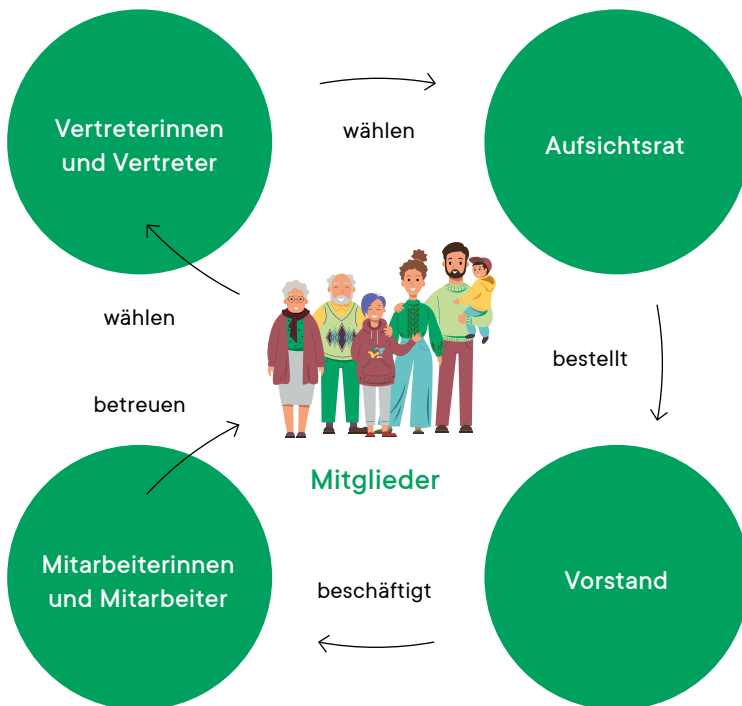 Vertreterinnen
und Vertreter
wählen
Aufsichtsrat
wählen
bestellt
betreuen
Mitglieder
Mitarbeiterinnen
und Mitarbeiter
beschäftigt
Vorstand